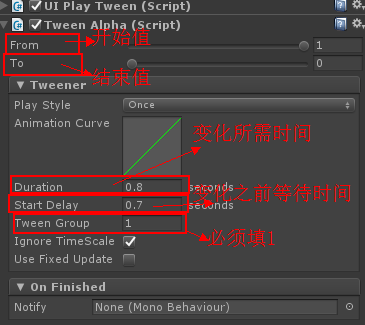 UI Play Tween (Script)
Tween Alpha (Script)
From 开始值 1
To 结束值 0
Tweener
Play Style Once
Animation Curve
变化所需时间
Duration 0.8 seconds
变化之前等待时间
Start Delay 0.7 seconds
Tween Group 1
必须填1
Ignore TimeScale
Use Fixed Update
On Finished
Notify None (Mono Behaviour)